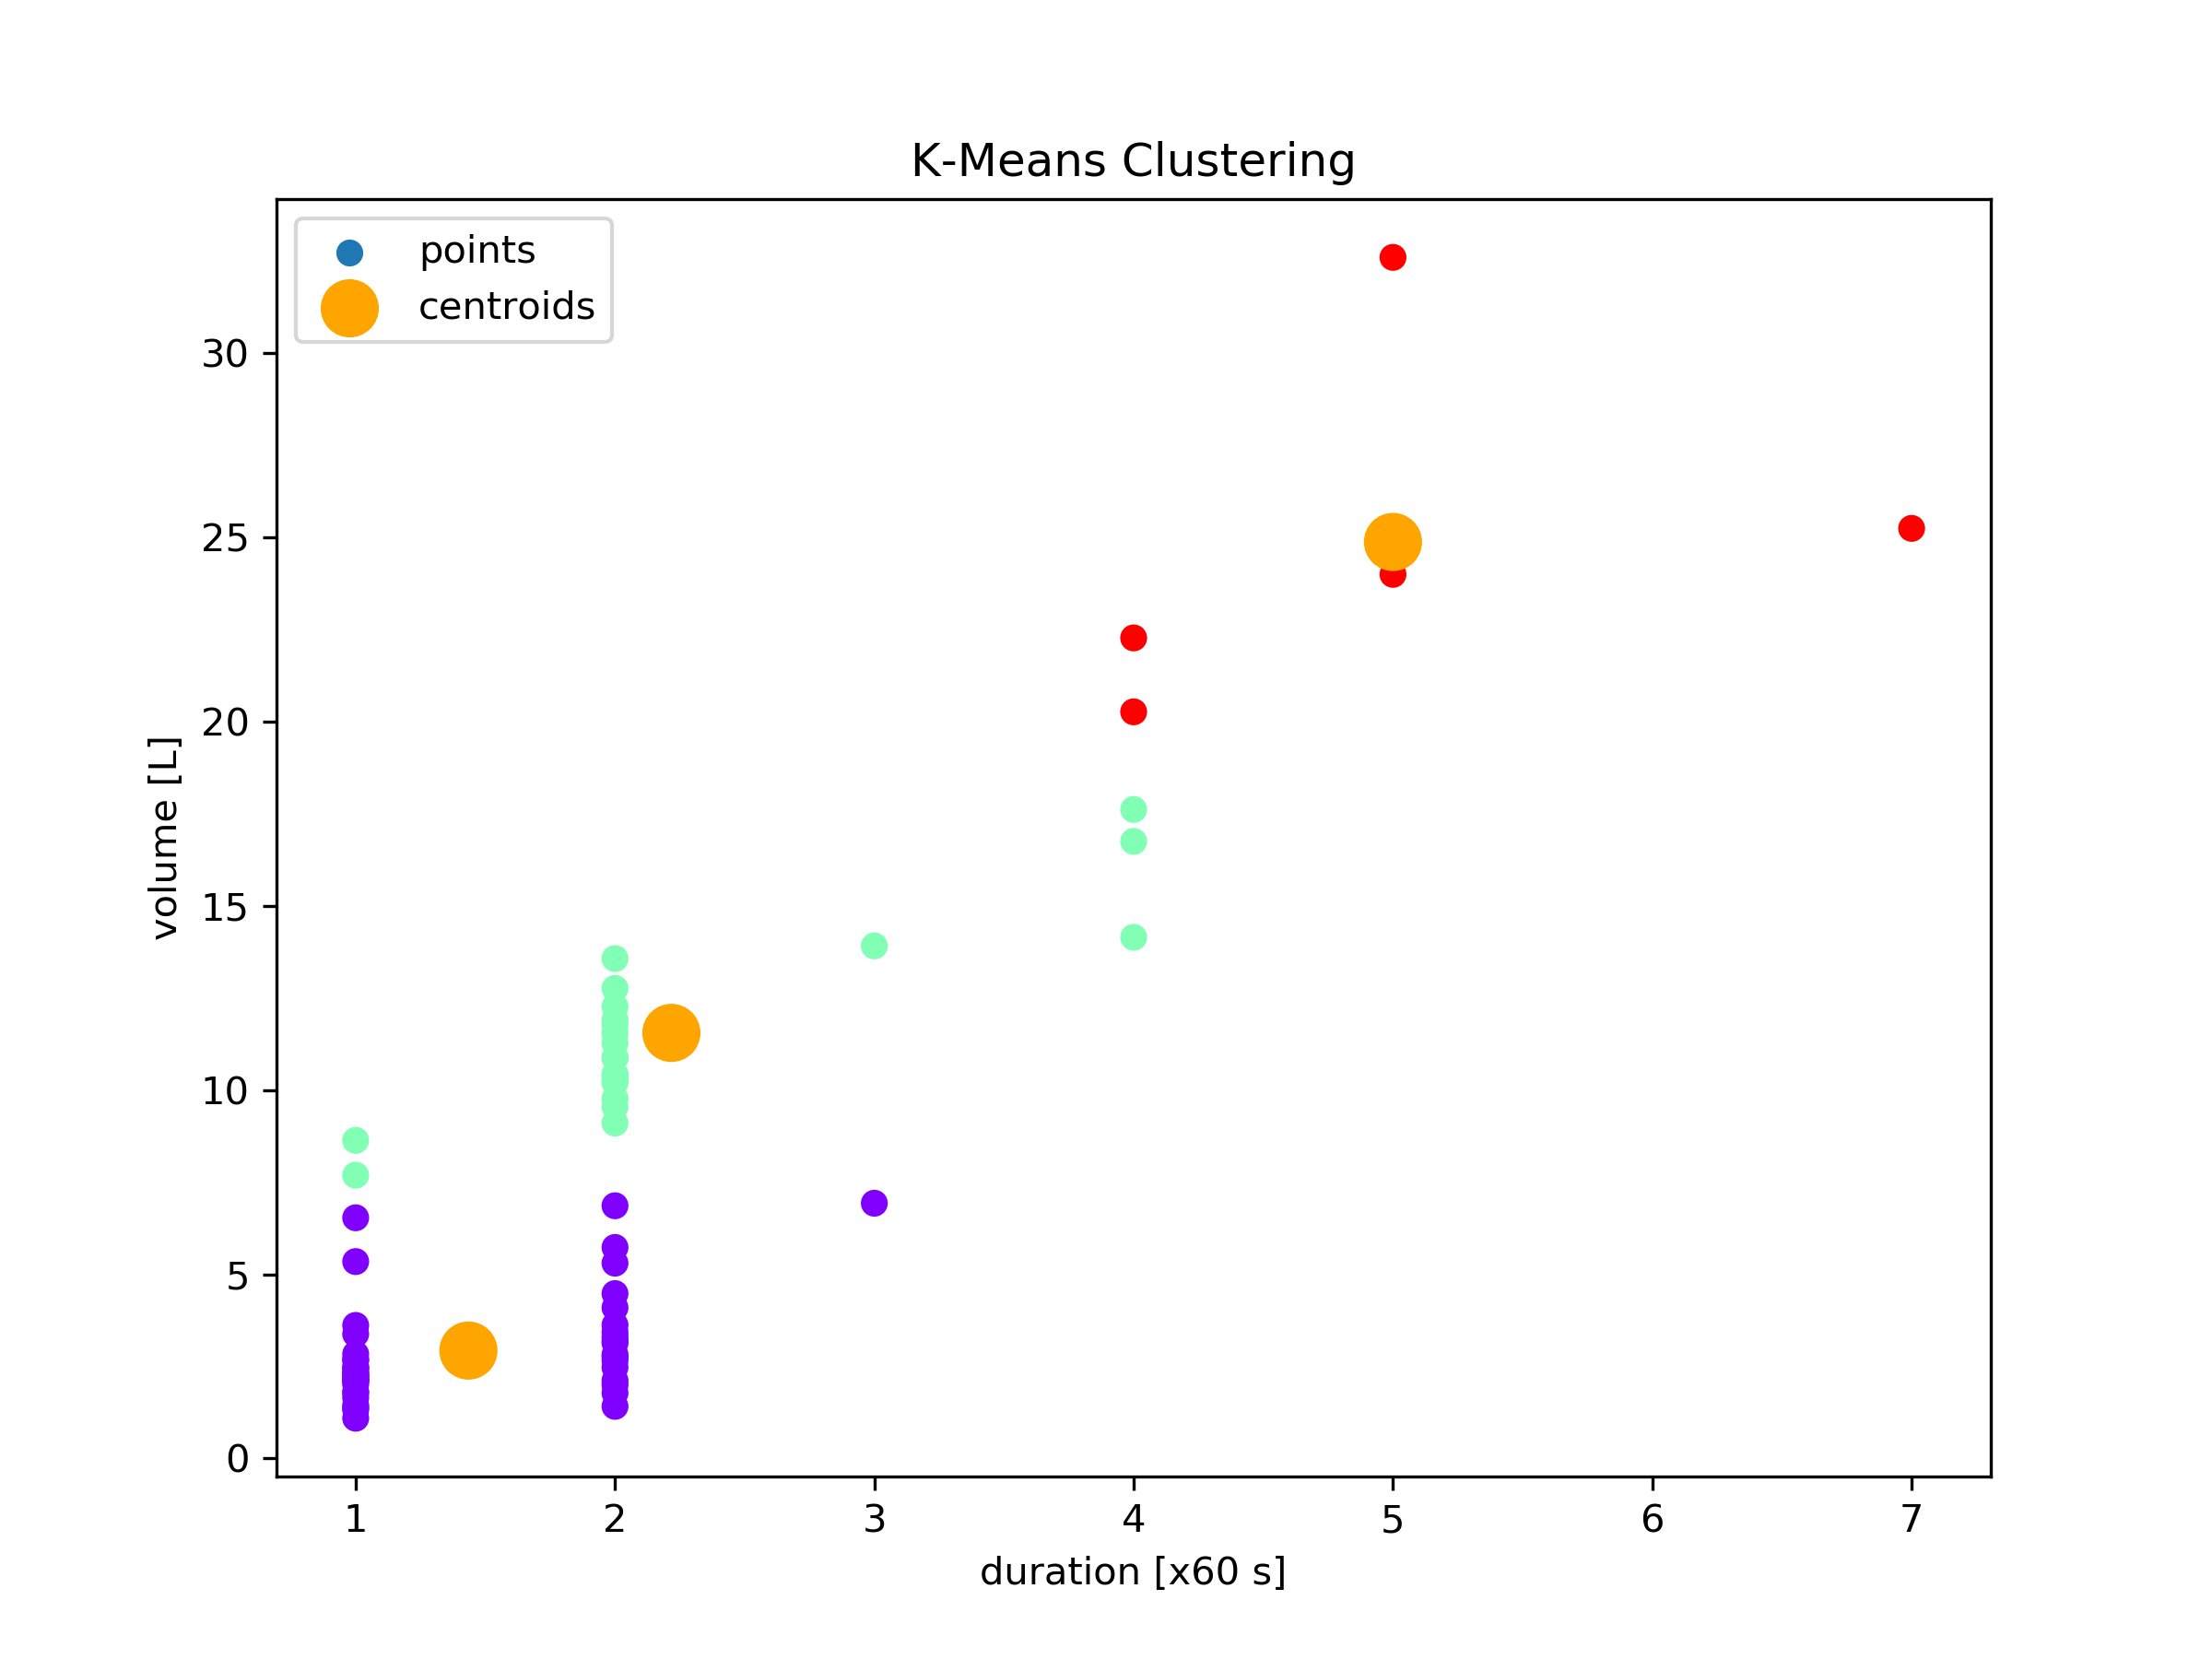 K-Means Clustering
points
centroids
30
25
20
15
10
5
0
volume [L]
1 2 3 4 5 6 7
duration [x60 s]